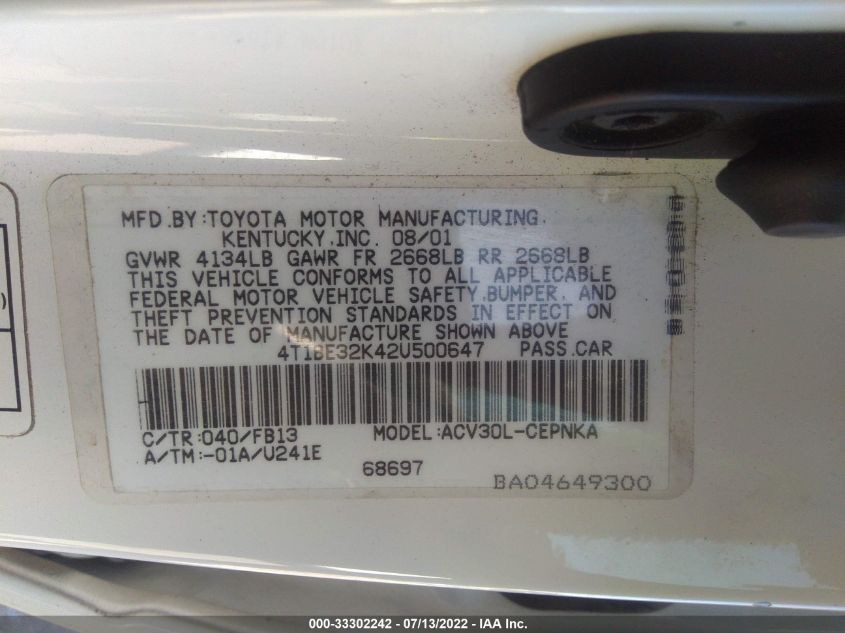 MFD.BY:TOYOTA MOTOR MANUFACTURING,
KENTUCKY,INC. 08/01
GVWR 4134LB GAWR FR 2668LB RR 2668LB
THIS VEHICLE CONFORMS TO ALL APPLICABLE
FEDERAL MOTOR VEHICLE SAFETY,BUMPER, AND
THEFT PREVENTION STANDARDS IN EFFECT ON
THE DATE OF MANUFACTURE SHOWN ABOVE
4T1BE32K42U500647 PASS.CAR
C/TR:040/FB13 MODEL:ACV30L-CEPNKA
A/TM:-01A/U241E
68697
BA04649300
)
000-33302242 - 07/13/2022 - IAA Inc.